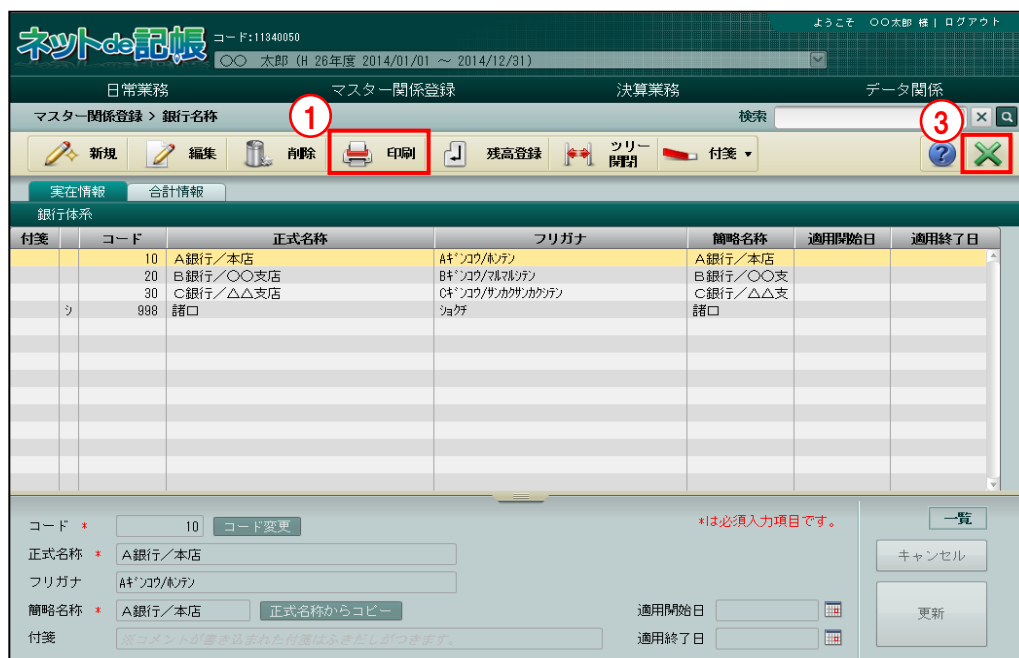 ようこそ ○○太郎 様 | ログアウト
ネットde記帳 コード:11340050
○○ 太郎 (H 26年度 2014/01/01 ～ 2014/12/31)
日常業務 マスター関係登録 決算業務 データ関係
マスター関係登録 > 銀行名称 検索
① ③
新規 編集 削除 印刷 残高登録 ツリー開閉 付箋 ▼ ?
実在情報 合計情報
銀行体系
付箋 コード 正式名称 フリガナ 簡略名称 適用開始日 適用終了日
10 A銀行／本店 Aｷﾞﾝｺｳ/ﾎﾝﾃﾝ A銀行／本店
20 B銀行／○○支店 Bｷﾞﾝｺｳ/ﾏﾙﾏﾙｼﾃﾝ B銀行／○○支
30 C銀行／△△支店 Cｷﾞﾝｺｳ/ｻﾝｶｸｻﾝｶｸｼﾃﾝ C銀行／△△支
ｼ 998 諸口 ｼｮｸﾁ 諸口
コード * 10 コード変更 *は必須入力項目です。 一覧
正式名称 * A銀行／本店 キャンセル
フリガナ Aｷﾞﾝｺｳ/ﾎﾝﾃﾝ
簡略名称 * A銀行／本店 正式名称からコピー 適用開始日 更新
付箋 ※コメントが書き込まれた付箋はふきだしがつきます。 適用終了日